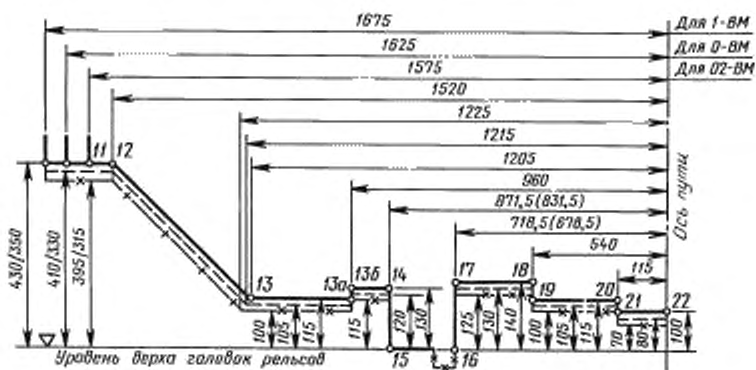 1675
Для 1-ВМ
1625
Для 0-ВМ
1575
Для 02-ВМ
1520
1225
1215
1205
960
871,5(831,5)
718,5(678,5)
540
115
Ось пути
11 12
13 13а 13б 14
17 18 19 20 21 22
430/350
410/330
395/315
100 105 115 115 120 130
125 130 140 100 105 115 70 80 100
15 16
Уровень верха головок рельсов